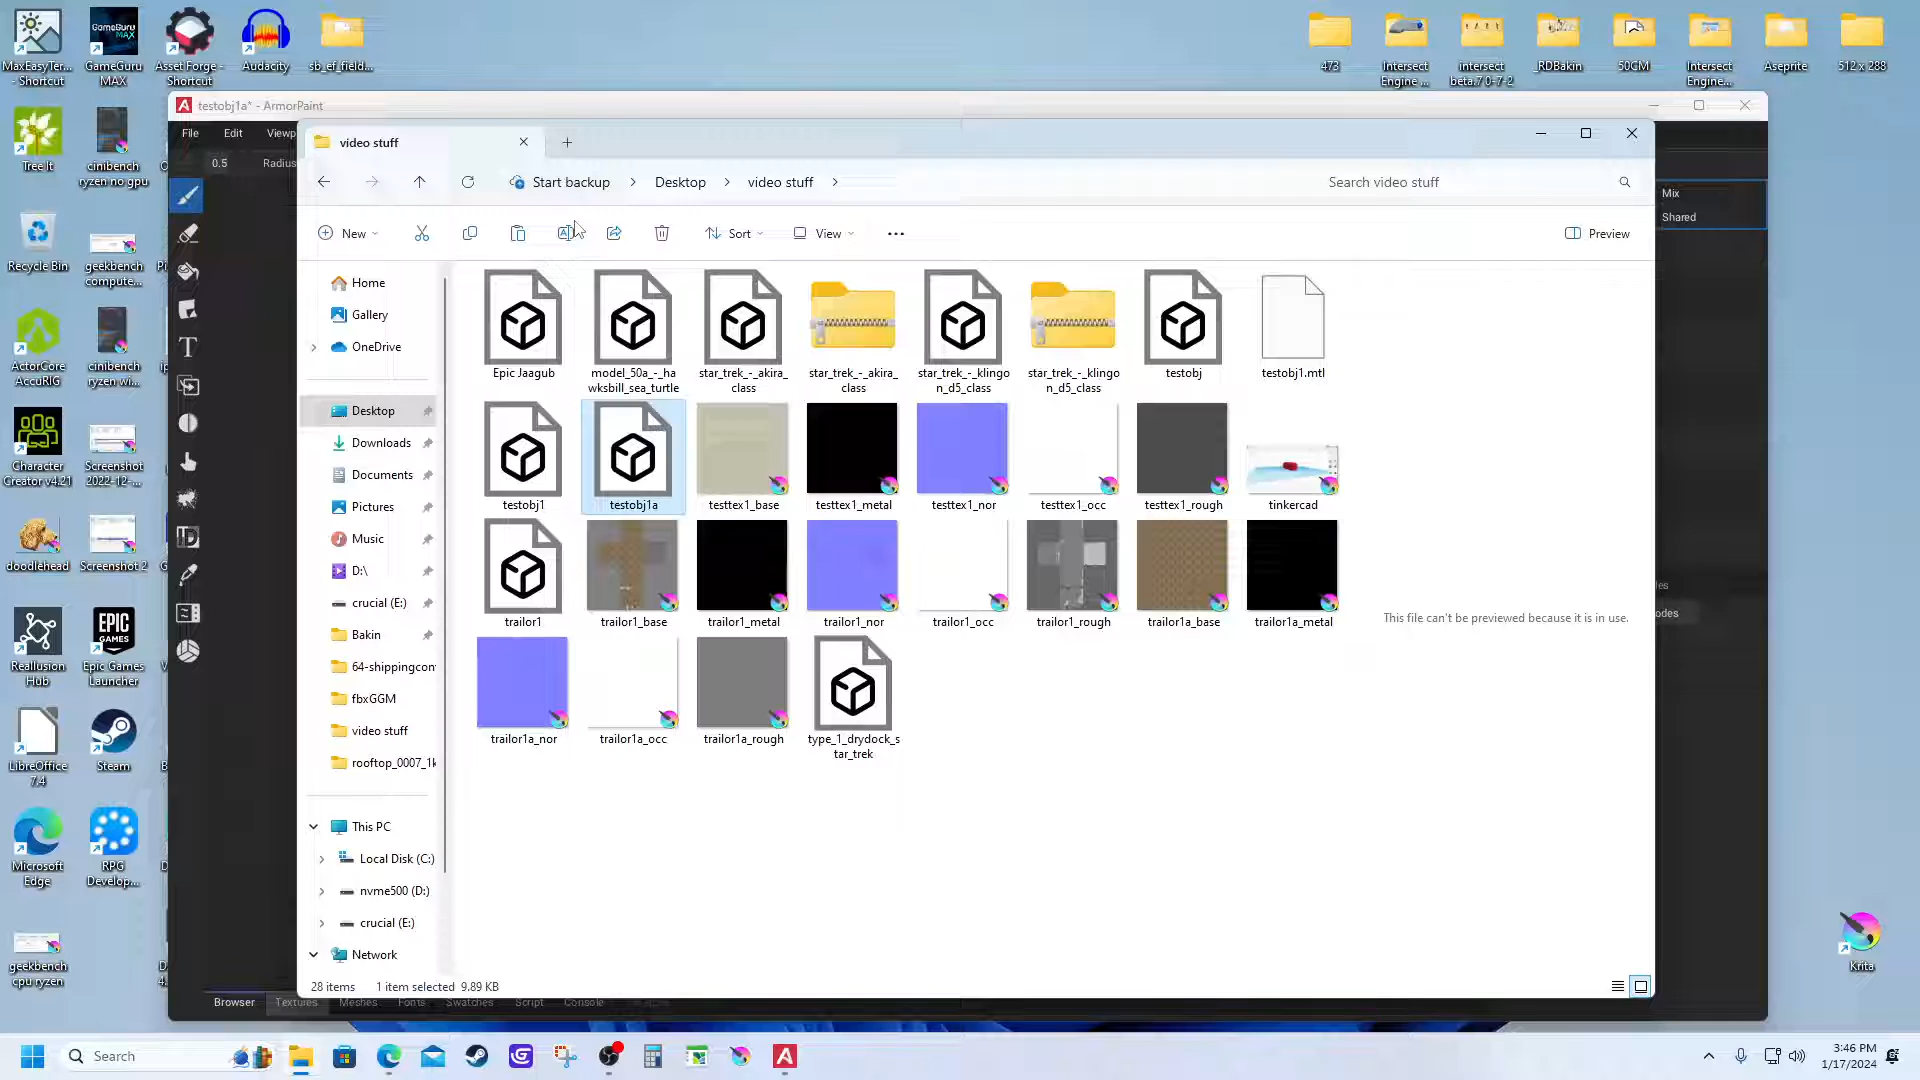 MaxEasyTer... - Shortcut
GameGuru MAX
Asset Forge - Shortcut
Audacity
sb_ef_field...
473
Intersect Engine...
intersect beta.7.0-7-2
_RDBakin
50CM
Intersect Engine...
Aseprite
512 x 288
testobj1a* - ArmorPaint
File Edit Viewp
0.5 Radius
Mix
Shared
video stuff
Start backup
Desktop
video stuff
Search video stuff
New
Sort
View
Preview
Home
Gallery
OneDrive
Desktop
Downloads
Documents
Pictures
Music
D:\
crucial (E:)
Bakin
64-shippingcon
fbxGGM
video stuff
rooftop_0007_1k
This PC
Local Disk (C:)
nvme500 (D:)
crucial (E:)
Network
Epic Jaagub
model_50a_-_ha
wksbill_sea_turtle
star_trek_-_akira_
class
star_trek_-_akira_
class
star_trek_-_klingo
n_d5_class
star_trek_-_klingo
n_d5_class
testobj
testobj1.mtl
testobj1
testobj1a
testtex1_base
testtex1_metal
testtex1_nor
testtex1_occ
testtex1_rough
tinkercad
trailor1
trailor1_base
trailor1_metal
trailor1_nor
trailor1_occ
trailor1_rough
trailor1a_base
trailor1a_metal
trailor1a_nor
trailor1a_occ
trailor1a_rough
type_1_drydock_s
tar_trek
This file can't be previewed because it is in use.
28 items 1 item selected 9.89 KB
Browser Textures Meshes Fonts Swatches Script Console
Tree It
cinibench
ryzen no gpu
Recycle Bin
geekbench
compute...
ActorCore
AccuRIG
cinibench
ryzen wi...
Character
Creator v4.21
Screenshot
2022-12-...
doodlehead
Screenshot 2
Reallusion
Hub
Epic Games
Launcher
LibreOffice
7.4
Steam
Microsoft
Edge
RPG
Develop...
geekbench
cpu ryzen
Krita
Search
3:46 PM
1/17/2024